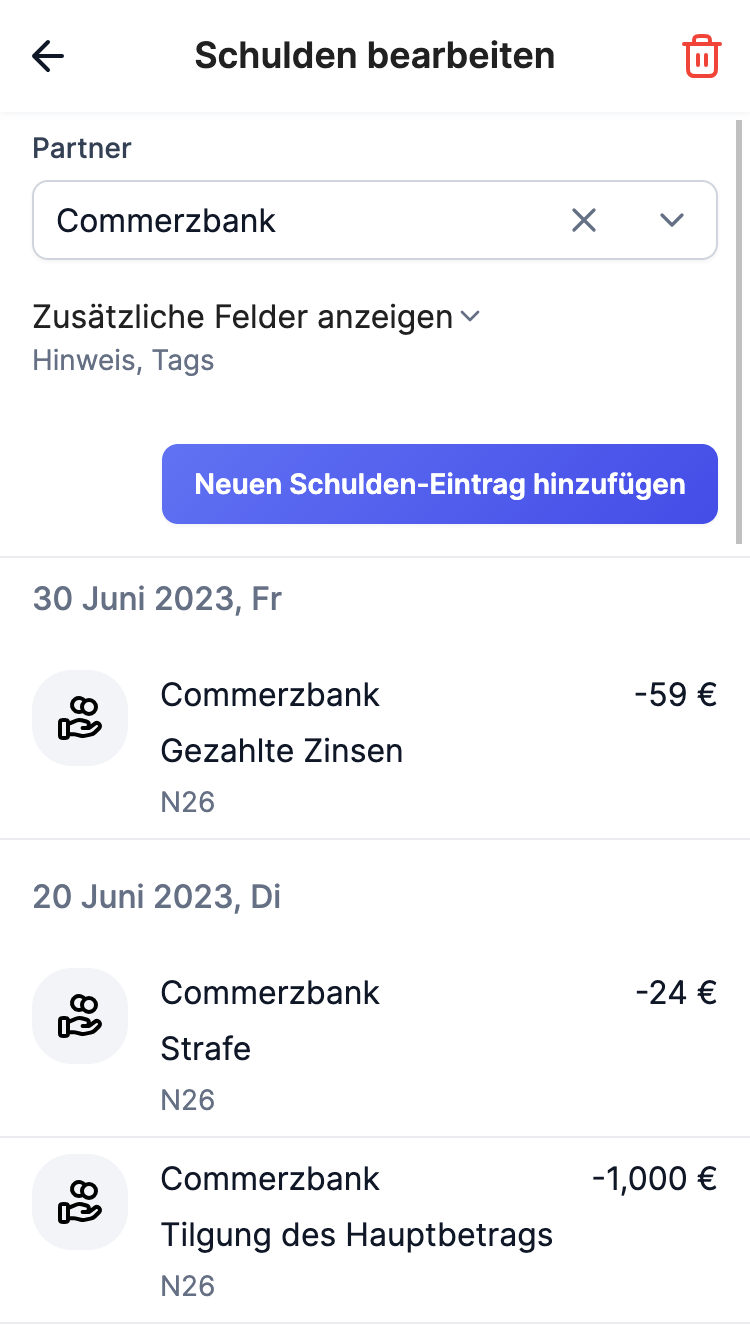 Schulden bearbeiten
Partner
Commerzbank
Zusätzliche Felder anzeigen
Hinweis, Tags
Neuen Schulden-Eintrag hinzufügen
30 Juni 2023, Fr
Commerzbank -59 €
Gezahlte Zinsen
N26
20 Juni 2023, Di
Commerzbank -24 €
Strafe
N26
Commerzbank -1,000 €
Tilgung des Hauptbetrags
N26